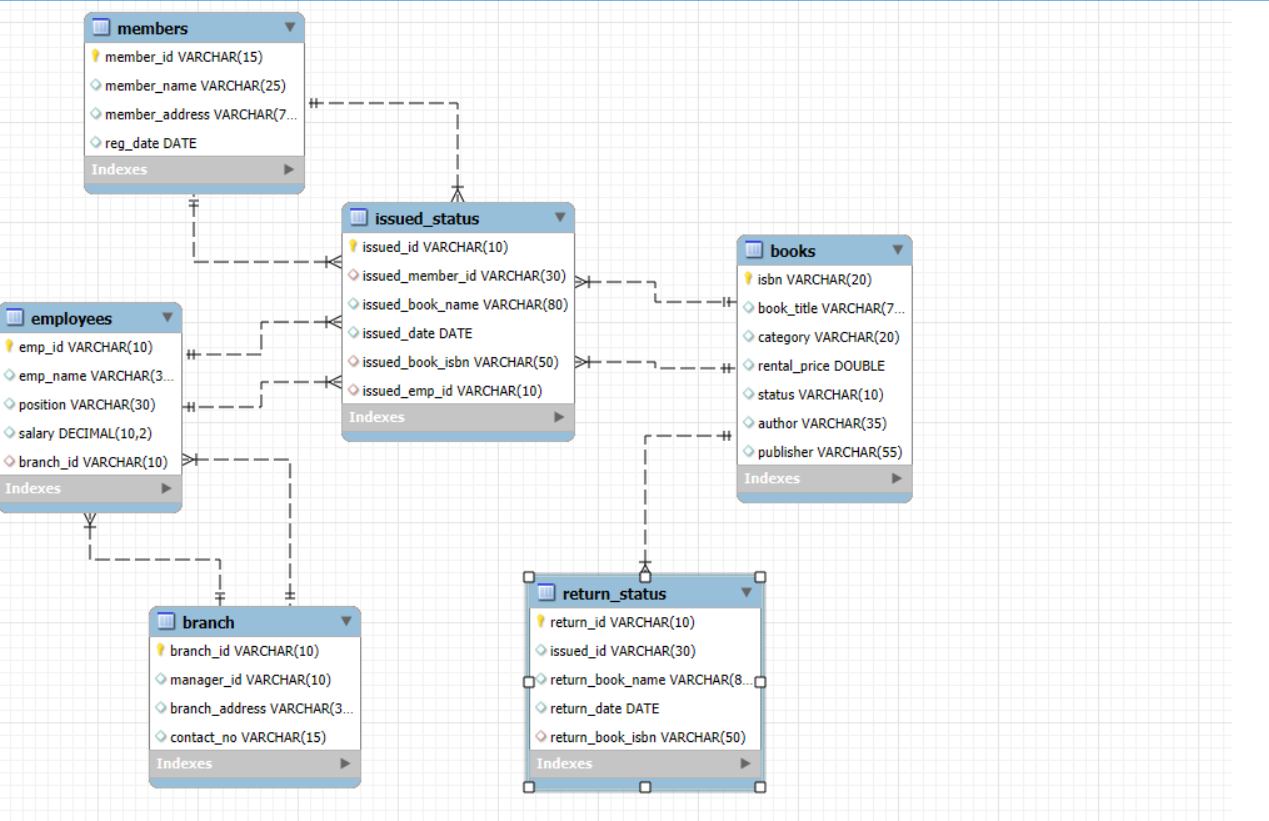 members
member_id VARCHAR(15)
member_name VARCHAR(25)
member_address VARCHAR(7...
reg_date DATE
Indexes
issued_status
issued_id VARCHAR(10)
issued_member_id VARCHAR(30)
issued_book_name VARCHAR(80)
issued_date DATE
issued_book_isbn VARCHAR(50)
issued_emp_id VARCHAR(10)
Indexes
books
isbn VARCHAR(20)
book_title VARCHAR(7...
category VARCHAR(20)
rental_price DOUBLE
status VARCHAR(10)
author VARCHAR(35)
publisher VARCHAR(55)
Indexes
employees
emp_id VARCHAR(10)
emp_name VARCHAR(3...
position VARCHAR(30)
salary DECIMAL(10,2)
branch_id VARCHAR(10)
Indexes
branch
branch_id VARCHAR(10)
manager_id VARCHAR(10)
branch_address VARCHAR(3...
contact_no VARCHAR(15)
Indexes
return_status
return_id VARCHAR(10)
issued_id VARCHAR(30)
return_book_name VARCHAR(8...
return_date DATE
return_book_isbn VARCHAR(50)
Indexes